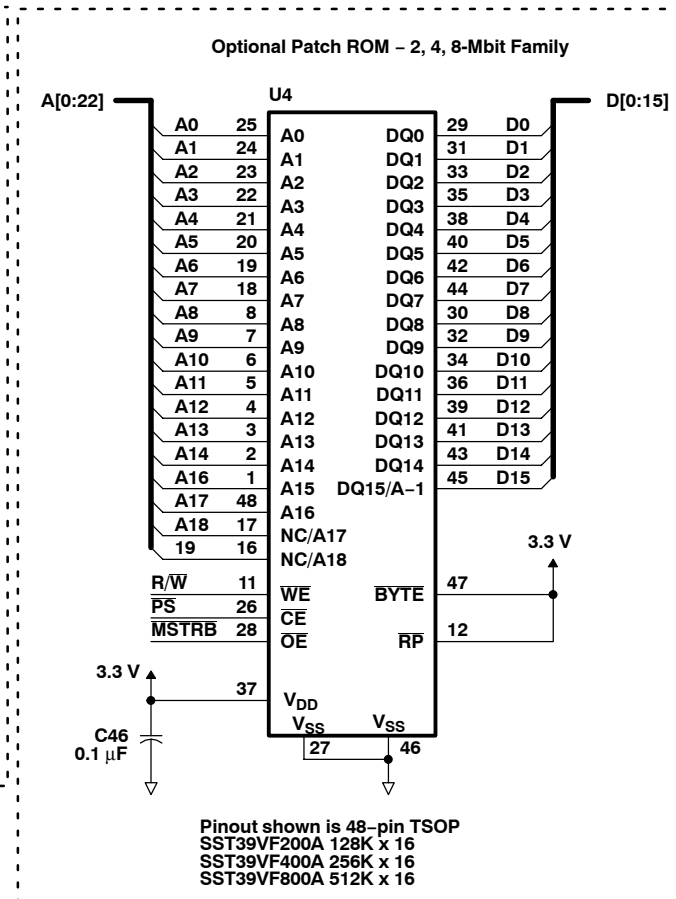 Optional Patch ROM − 2, 4, 8-Mbit Family
U4
A[0:22]
D[0:15]
A0 25 A0 DQ0 29 D0
A1 24 A1 DQ1 31 D1
A2 23 A2 DQ2 33 D2
A3 22 A3 DQ3 35 D3
A4 21 A4 DQ4 38 D4
A5 20 A5 DQ5 40 D5
A6 19 A6 DQ6 42 D6
A7 18 A7 DQ7 44 D7
A8 8 A8 DQ8 30 D8
A9 7 A9 DQ9 32 D9
A10 6 A10 DQ10 34 D10
A11 5 A11 DQ11 36 D11
A12 4 A12 DQ12 39 D12
A13 3 A13 DQ13 41 D13
A14 2 A14 DQ14 43 D14
A16 1 A15 DQ15/A−1 45 D15
A17 48 A16
A18 17 NC/A17
19 16 NC/A18
3.3 V
R/W̅ 11 W̅E̅ B̅Y̅T̅E̅ 47
P̅S̅ 26 C̅E̅
M̅S̅T̅R̅B̅ 28 O̅E̅ R̅P̅ 12
3.3 V
37 VDD
VSS VSS
27 46
C46
0.1 μF
Pinout shown is 48−pin TSOP
SST39VF200A 128K x 16
SST39VF400A 256K x 16
SST39VF800A 512K x 16